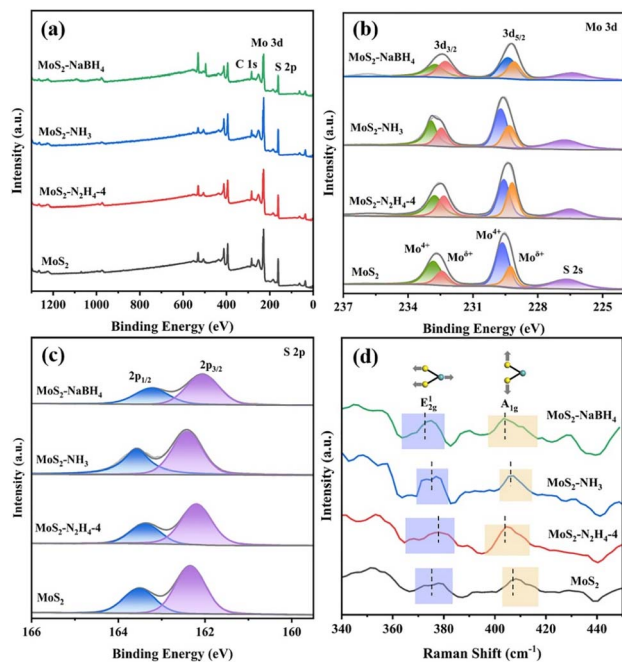 (a)
MoS₂-NaBH₄
C 1s
Mo 3d
S 2p
MoS₂-NH₃
MoS₂-N₂H₄-4
MoS₂
Intensity (a.u.)
1200 1000 800 600 400 200 0
Binding Energy (eV)
(b)
Mo 3d
3d₃/₂
3d₅/₂
MoS₂-NaBH₄
MoS₂-NH₃
MoS₂-N₂H₄-4
Mo⁴⁺
Mo^δ+
Mo⁴⁺
Mo^δ+
S 2s
MoS₂
Intensity (a.u.)
237 234 231 228 225
Binding Energy (eV)
(c)
S 2p
2p₁/₂
2p₃/₂
MoS₂-NaBH₄
MoS₂-NH₃
MoS₂-N₂H₄-4
MoS₂
Intensity (a.u.)
166 164 162 160
Binding Energy (eV)
(d)
E¹₂g
A₁g
MoS₂-NaBH₄
MoS₂-NH₃
MoS₂-N₂H₄-4
MoS₂
Intensity (a.u.)
340 360 380 400 420 440
Raman Shift (cm⁻¹)